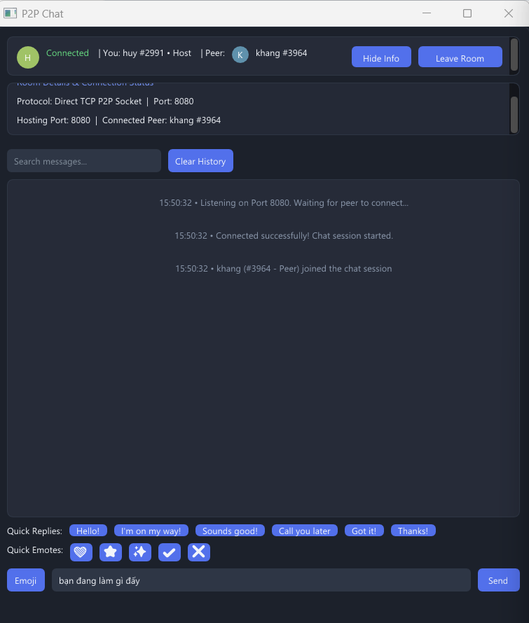 P2P Chat
H Connected | You: huy #2991 • Host | Peer: K khang #3964 Hide Info Leave Room
Room Details & Connection Status
Protocol: Direct TCP P2P Socket | Port: 8080
Hosting Port: 8080 | Connected Peer: khang #3964
Search messages... Clear History
15:50:32 • Listening on Port 8080. Waiting for peer to connect...
15:50:32 • Connected successfully! Chat session started.
15:50:32 • khang (#3964 - Peer) joined the chat session
Quick Replies: Hello! I'm on my way! Sounds good! Call you later Got it! Thanks!
Quick Emotes:
Emoji bạn đang làm gì đấy Send